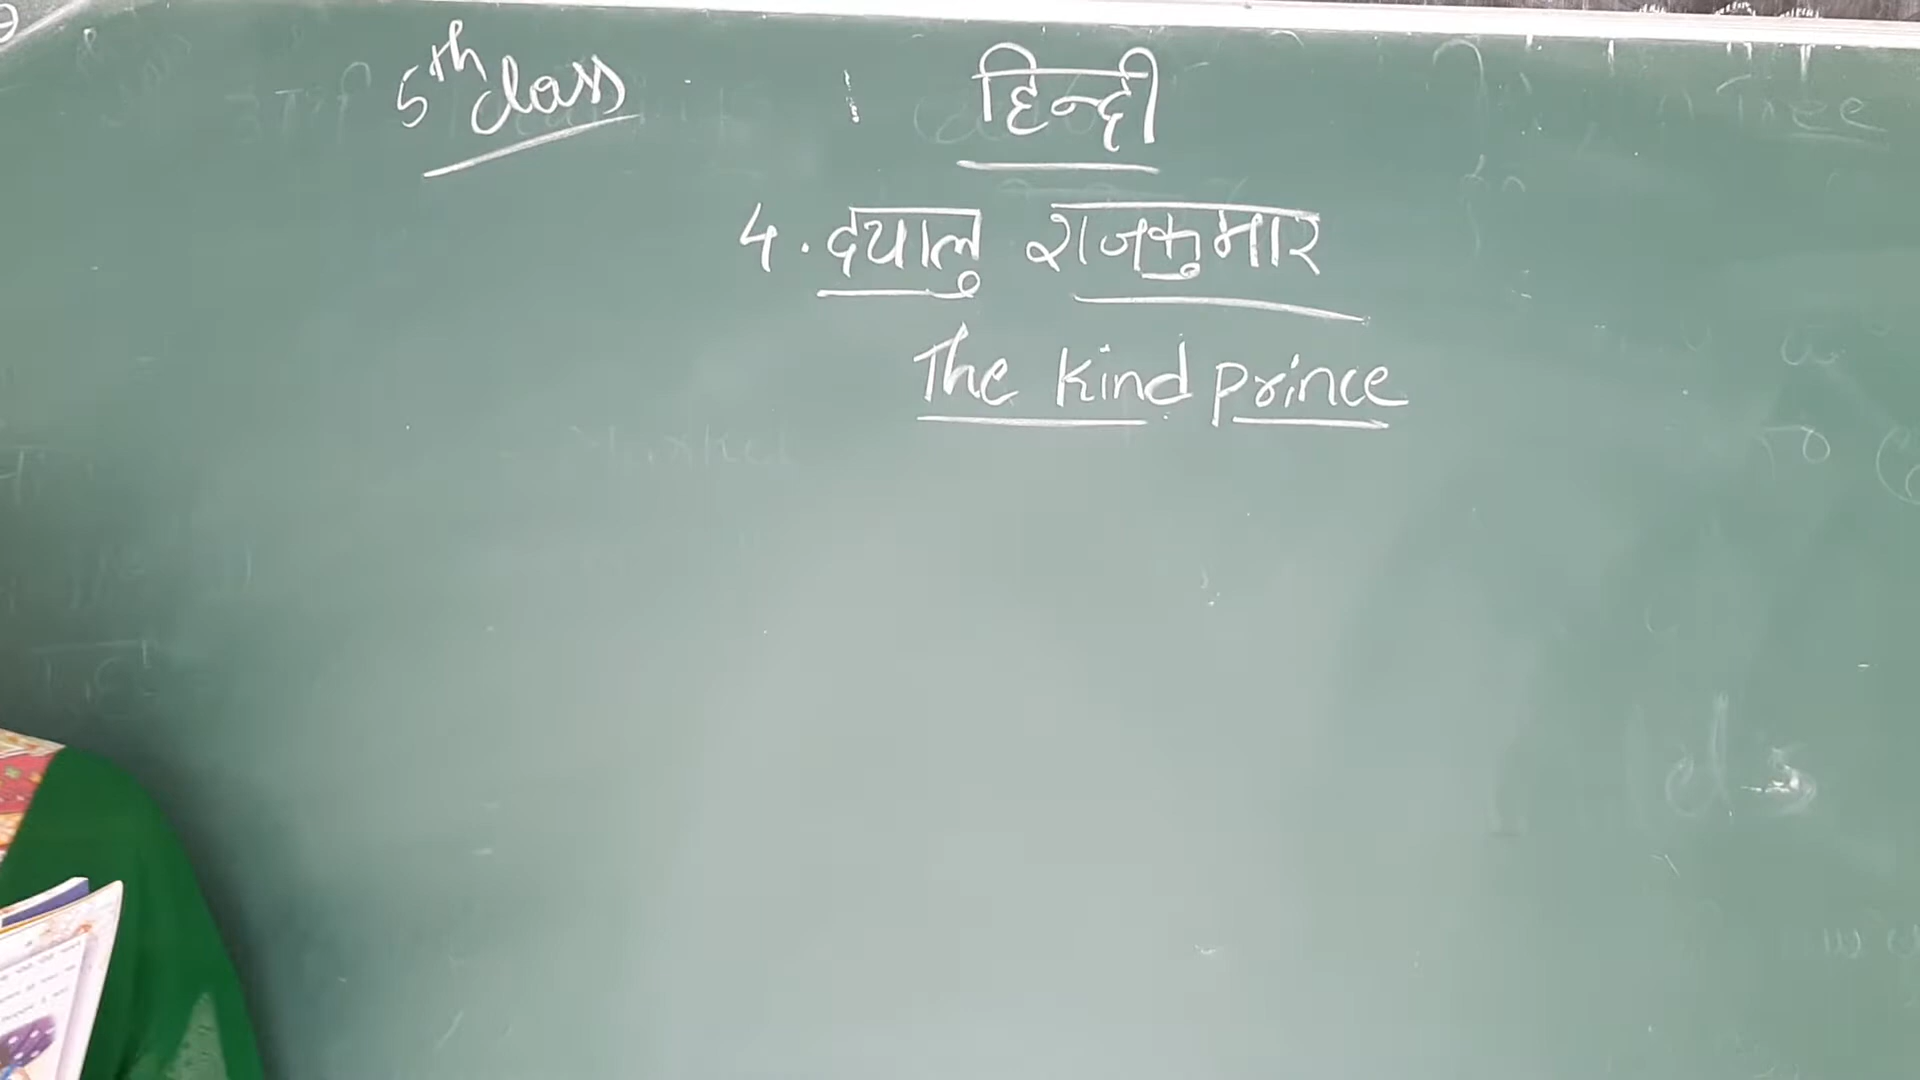 5th class
हिन्दी
4. दयालु राजकुमार
The Kind prince